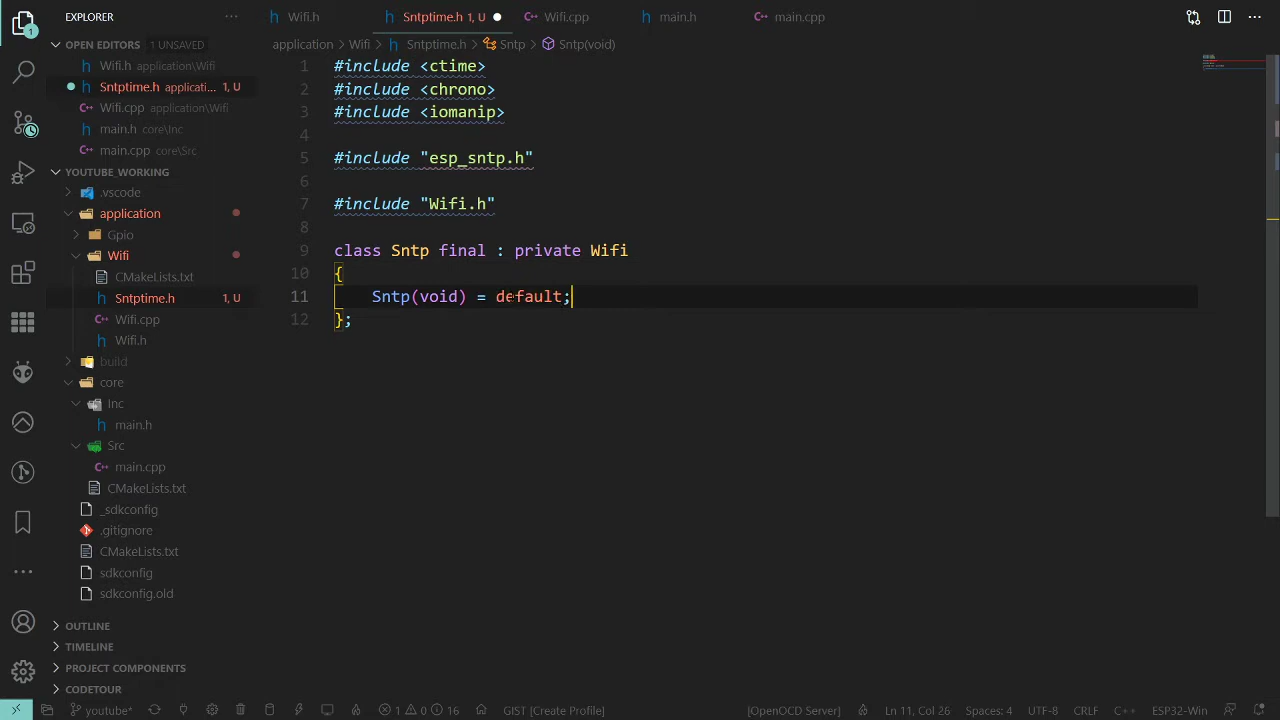 EXPLORER
Wifi.h
Sntptime.h 1, U
Wifi.cpp
main.h
main.cpp
OPEN EDITORS 1 UNSAVED
Wifi.h application\Wifi
Sntptime.h applicati... 1, U
Wifi.cpp application\Wifi
main.h core\Inc
main.cpp core\Src
YOUTUBE_WORKING
.vscode
application
Gpio
Wifi
CMakeLists.txt
Sntptime.h 1, U
Wifi.cpp
Wifi.h
build
core
Inc
main.h
Src
main.cpp
CMakeLists.txt
_sdkconfig
.gitignore
CMakeLists.txt
sdkconfig
sdkconfig.old
OUTLINE
TIMELINE
PROJECT COMPONENTS
CODETOUR
application > Wifi > Sntptime.h > Sntp > Sntp(void)
1 #include <ctime>
2 #include <chrono>
3 #include <iomanip>
4
5 #include "esp_sntp.h"
6
7 #include "Wifi.h"
8
9 class Sntp final : private Wifi
10 {
11 Sntp(void) = default;
12 };
youtube* 1 0 16 GIST [Create Profile] [OpenOCD Server] Ln 11, Col 26 Spaces: 4 UTF-8 CRLF C++ ESP32-Win